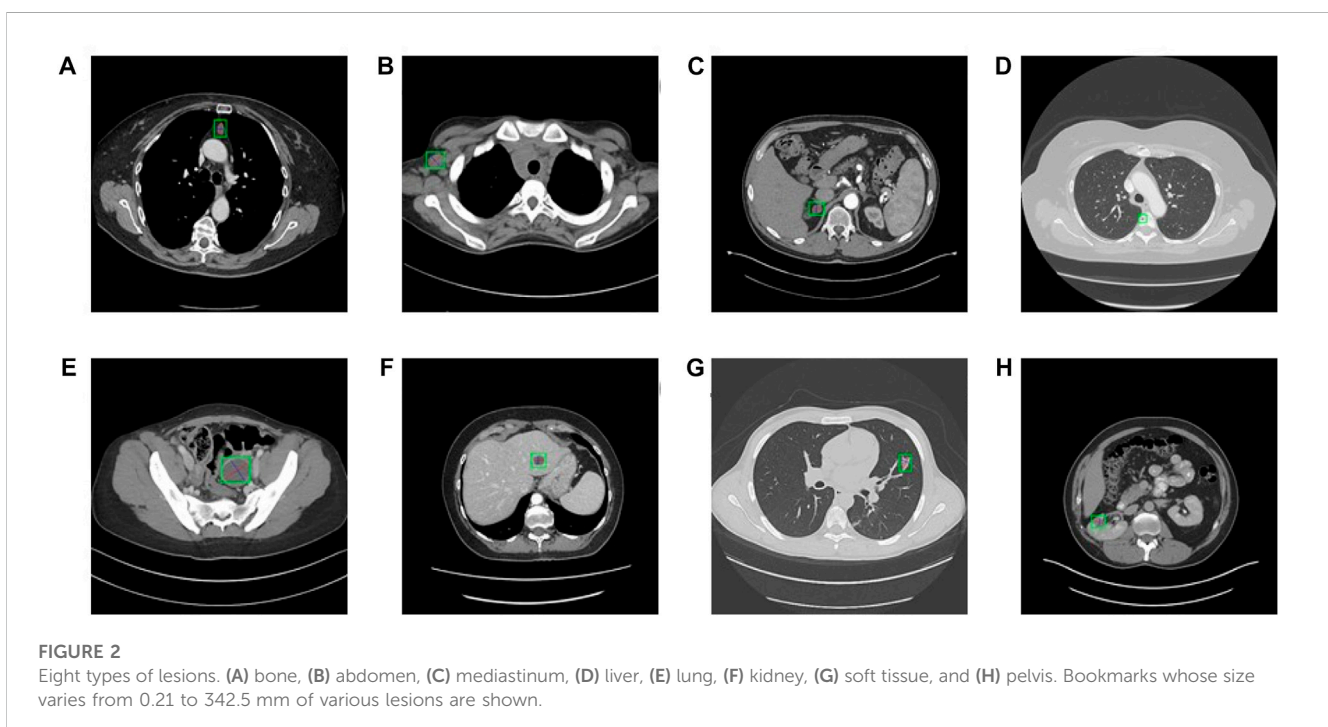 A
B
C
D
E
F
G
H
FIGURE 2
Eight types of lesions. (A) bone, (B) abdomen, (C) mediastinum, (D) liver, (E) lung, (F) kidney, (G) soft tissue, and (H) pelvis. Bookmarks whose size
varies from 0.21 to 342.5 mm of various lesions are shown.